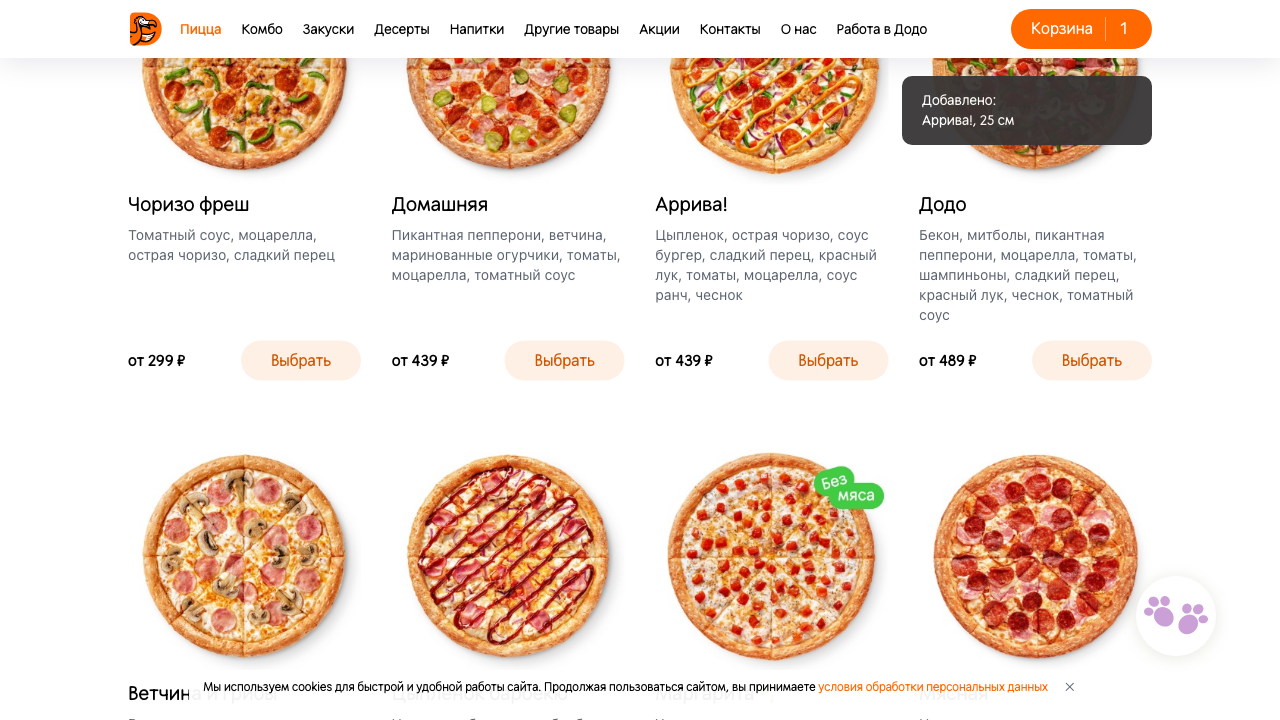 Пицца Комбо Закуски Десерты Напитки Другие товары Акции Контакты О нас Работа в Додо Корзина 1
Добавлено:
Аррива!, 25 см
Чоризо фреш
Томатный соус, моцарелла,
острая чоризо, сладкий перец
от 299 ₽ Выбрать
Домашняя
Пикантная пепперони, ветчина,
маринованные огурчики, томаты,
моцарелла, томатный соус
от 439 ₽ Выбрать
Аррива!
Цыпленок, острая чоризо, соус
бургер, сладкий перец, красный
лук, томаты, моцарелла, соус
ранч, чеснок
от 439 ₽ Выбрать
Додо
Бекон, митболы, пикантная
пепперони, моцарелла, томаты,
шампиньоны, сладкий перец,
красный лук, чеснок, томатный
соус
от 489 ₽ Выбрать
Без
мяса
Ветчина
Мы используем cookies для быстрой и удобной работы сайта. Продолжая пользоваться сайтом, вы принимаете условия обработки персональных данных